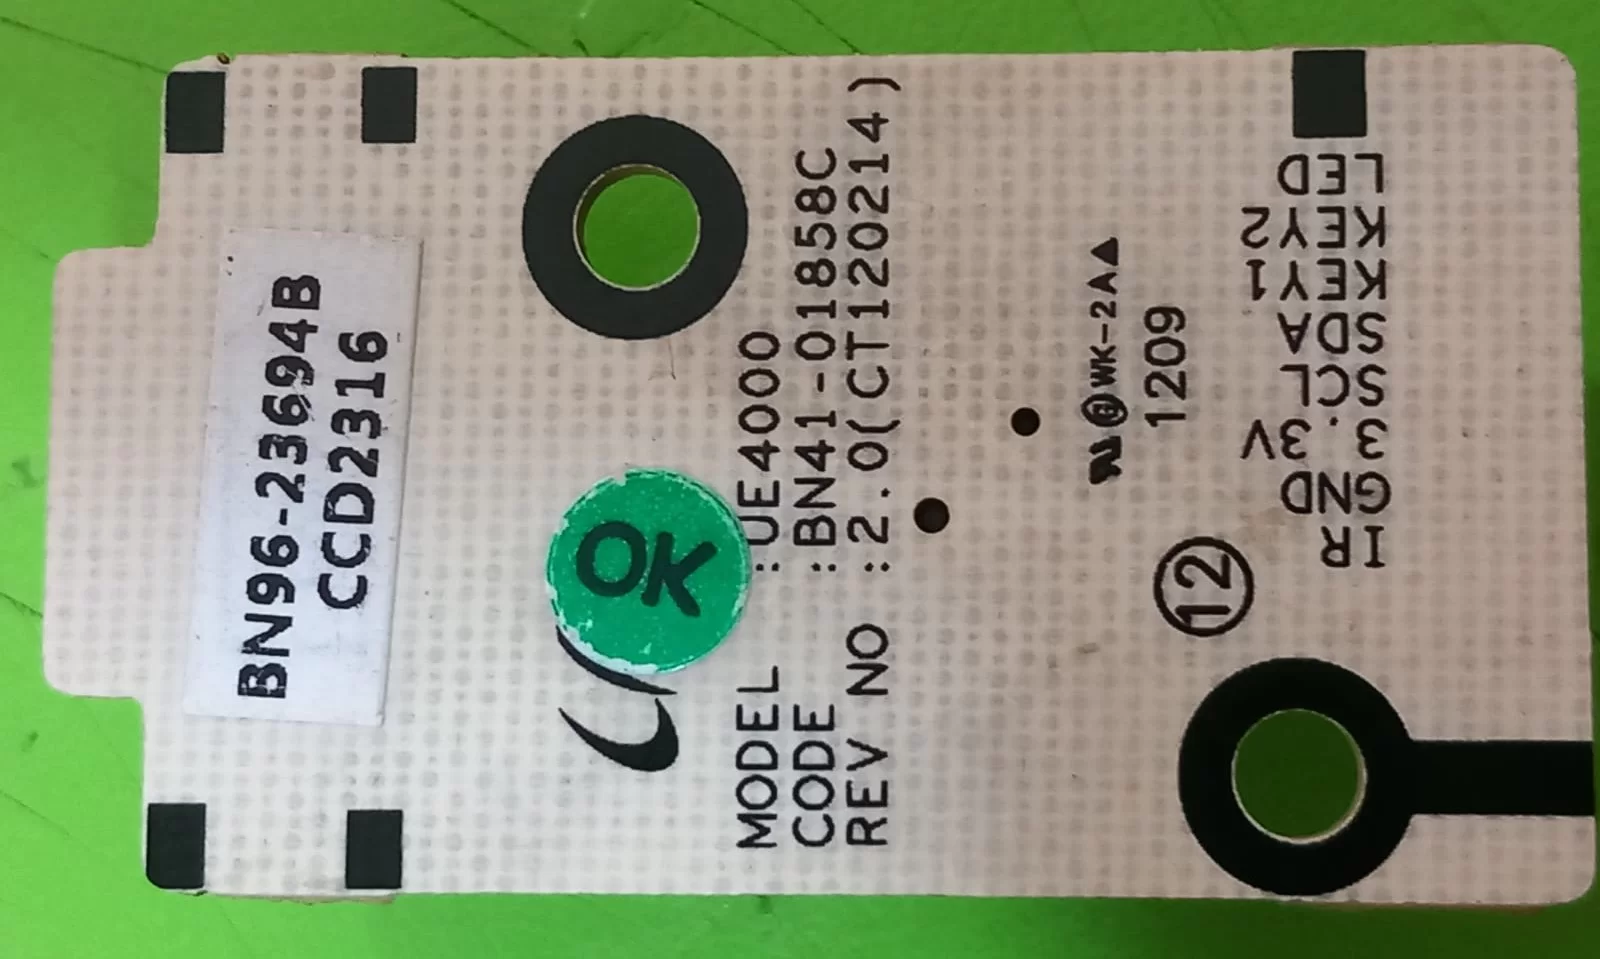 BN96-23694B
CCD2316
OK
MODEL :UE4000
CODE :BN41-01858C
REV NO :2.0(CT120214)
WK-2A▲
1209
12
IR
GND
3.3V
SCL
SDA
KEY1
KEY2
LED